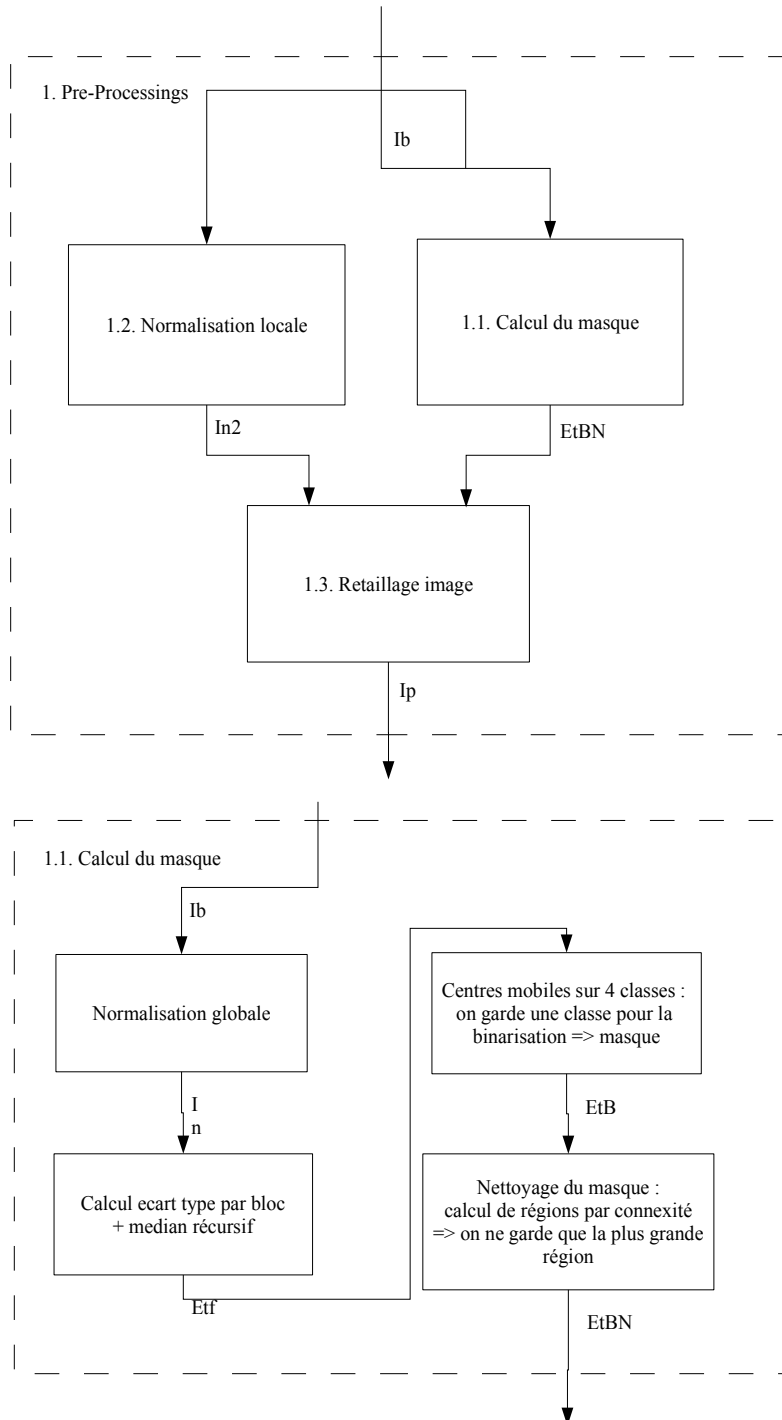 1. Pre-Processings
Ib
1.2. Normalisation locale
1.1. Calcul du masque
In2
EtBN
1.3. Retaillage image
Ip
1.1. Calcul du masque
Ib
Normalisation globale
I
n
Calcul ecart type par bloc
+ median récursif
Etf
Centres mobiles sur 4 classes :
on garde une classe pour la
binarisation => masque
EtB
Nettoyage du masque :
calcul de régions par connexité
=> on ne garde que la plus grande
région
EtBN